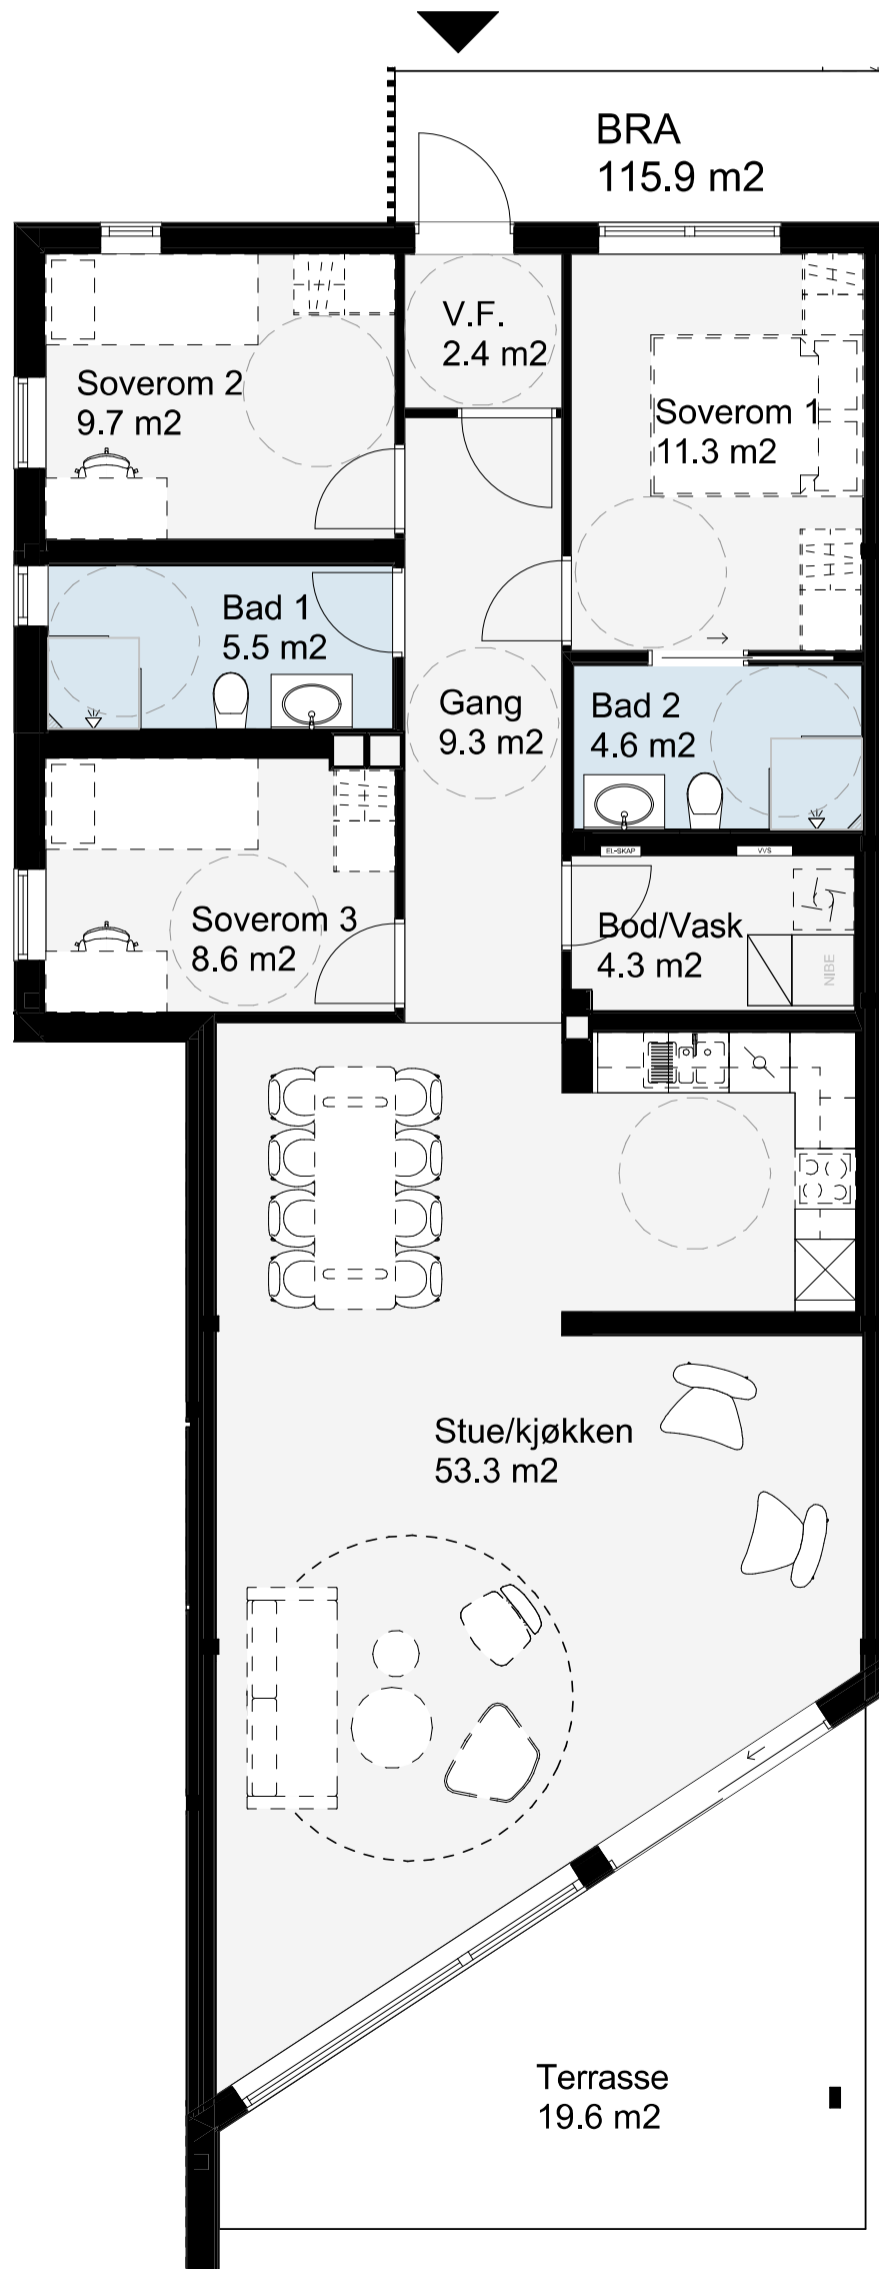 BRA
115.9 m2
V.F.
2.4 m2
Soverom 2
9.7 m2
Soverom 1
11.3 m2
Bad 1
5.5 m2
Gang
9.3 m2
Bad 2
4.6 m2
EL-SKAP
VVS
Soverom 3
8.6 m2
Bod/Vask
4.3 m2
NIBE
Stue/kjøkken
53.3 m2
Terrasse
19.6 m2